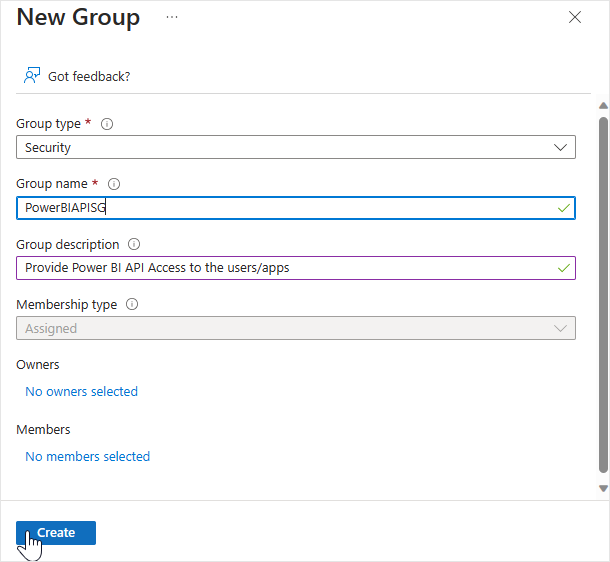 New Group ...
Got feedback?
Group type *
Security
Group name *
PowerBIAPISG
Group description
Provide Power BI API Access to the users/apps
Membership type
Assigned
Owners
No owners selected
Members
No members selected
Create